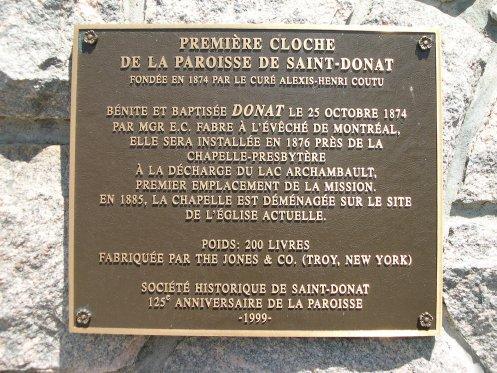 PREMIÈRE CLOCHE
DE LA PAROISSE DE SAINT-DONAT
FONDÉE EN 1874 PAR LE CURÉ ALEXIS-HENRI COUTU
BÉNITE ET BAPTISÉE DONAT LE 25 OCTOBRE 1874
PAR MGR E.C. FABRE À L'ÉVÊCHÉ DE MONTRÉAL,
ELLE SERA INSTALLÉE EN 1876 PRÈS DE LA
CHAPELLE-PRESBYTÈRE
À LA DÉCHARGE DU LAC ARCHAMBAULT,
PREMIER EMPLACEMENT DE LA MISSION.
EN 1885, LA CHAPELLE EST DÉMÉNAGÉE SUR LE SITE
DE L'ÉGLISE ACTUELLE.
POIDS: 200 LIVRES
FABRIQUÉE PAR THE JONES & CO. (TROY, NEW YORK)
SOCIÉTÉ HISTORIQUE DE SAINT-DONAT
125e ANNIVERSAIRE DE LA PAROISSE
-1999-